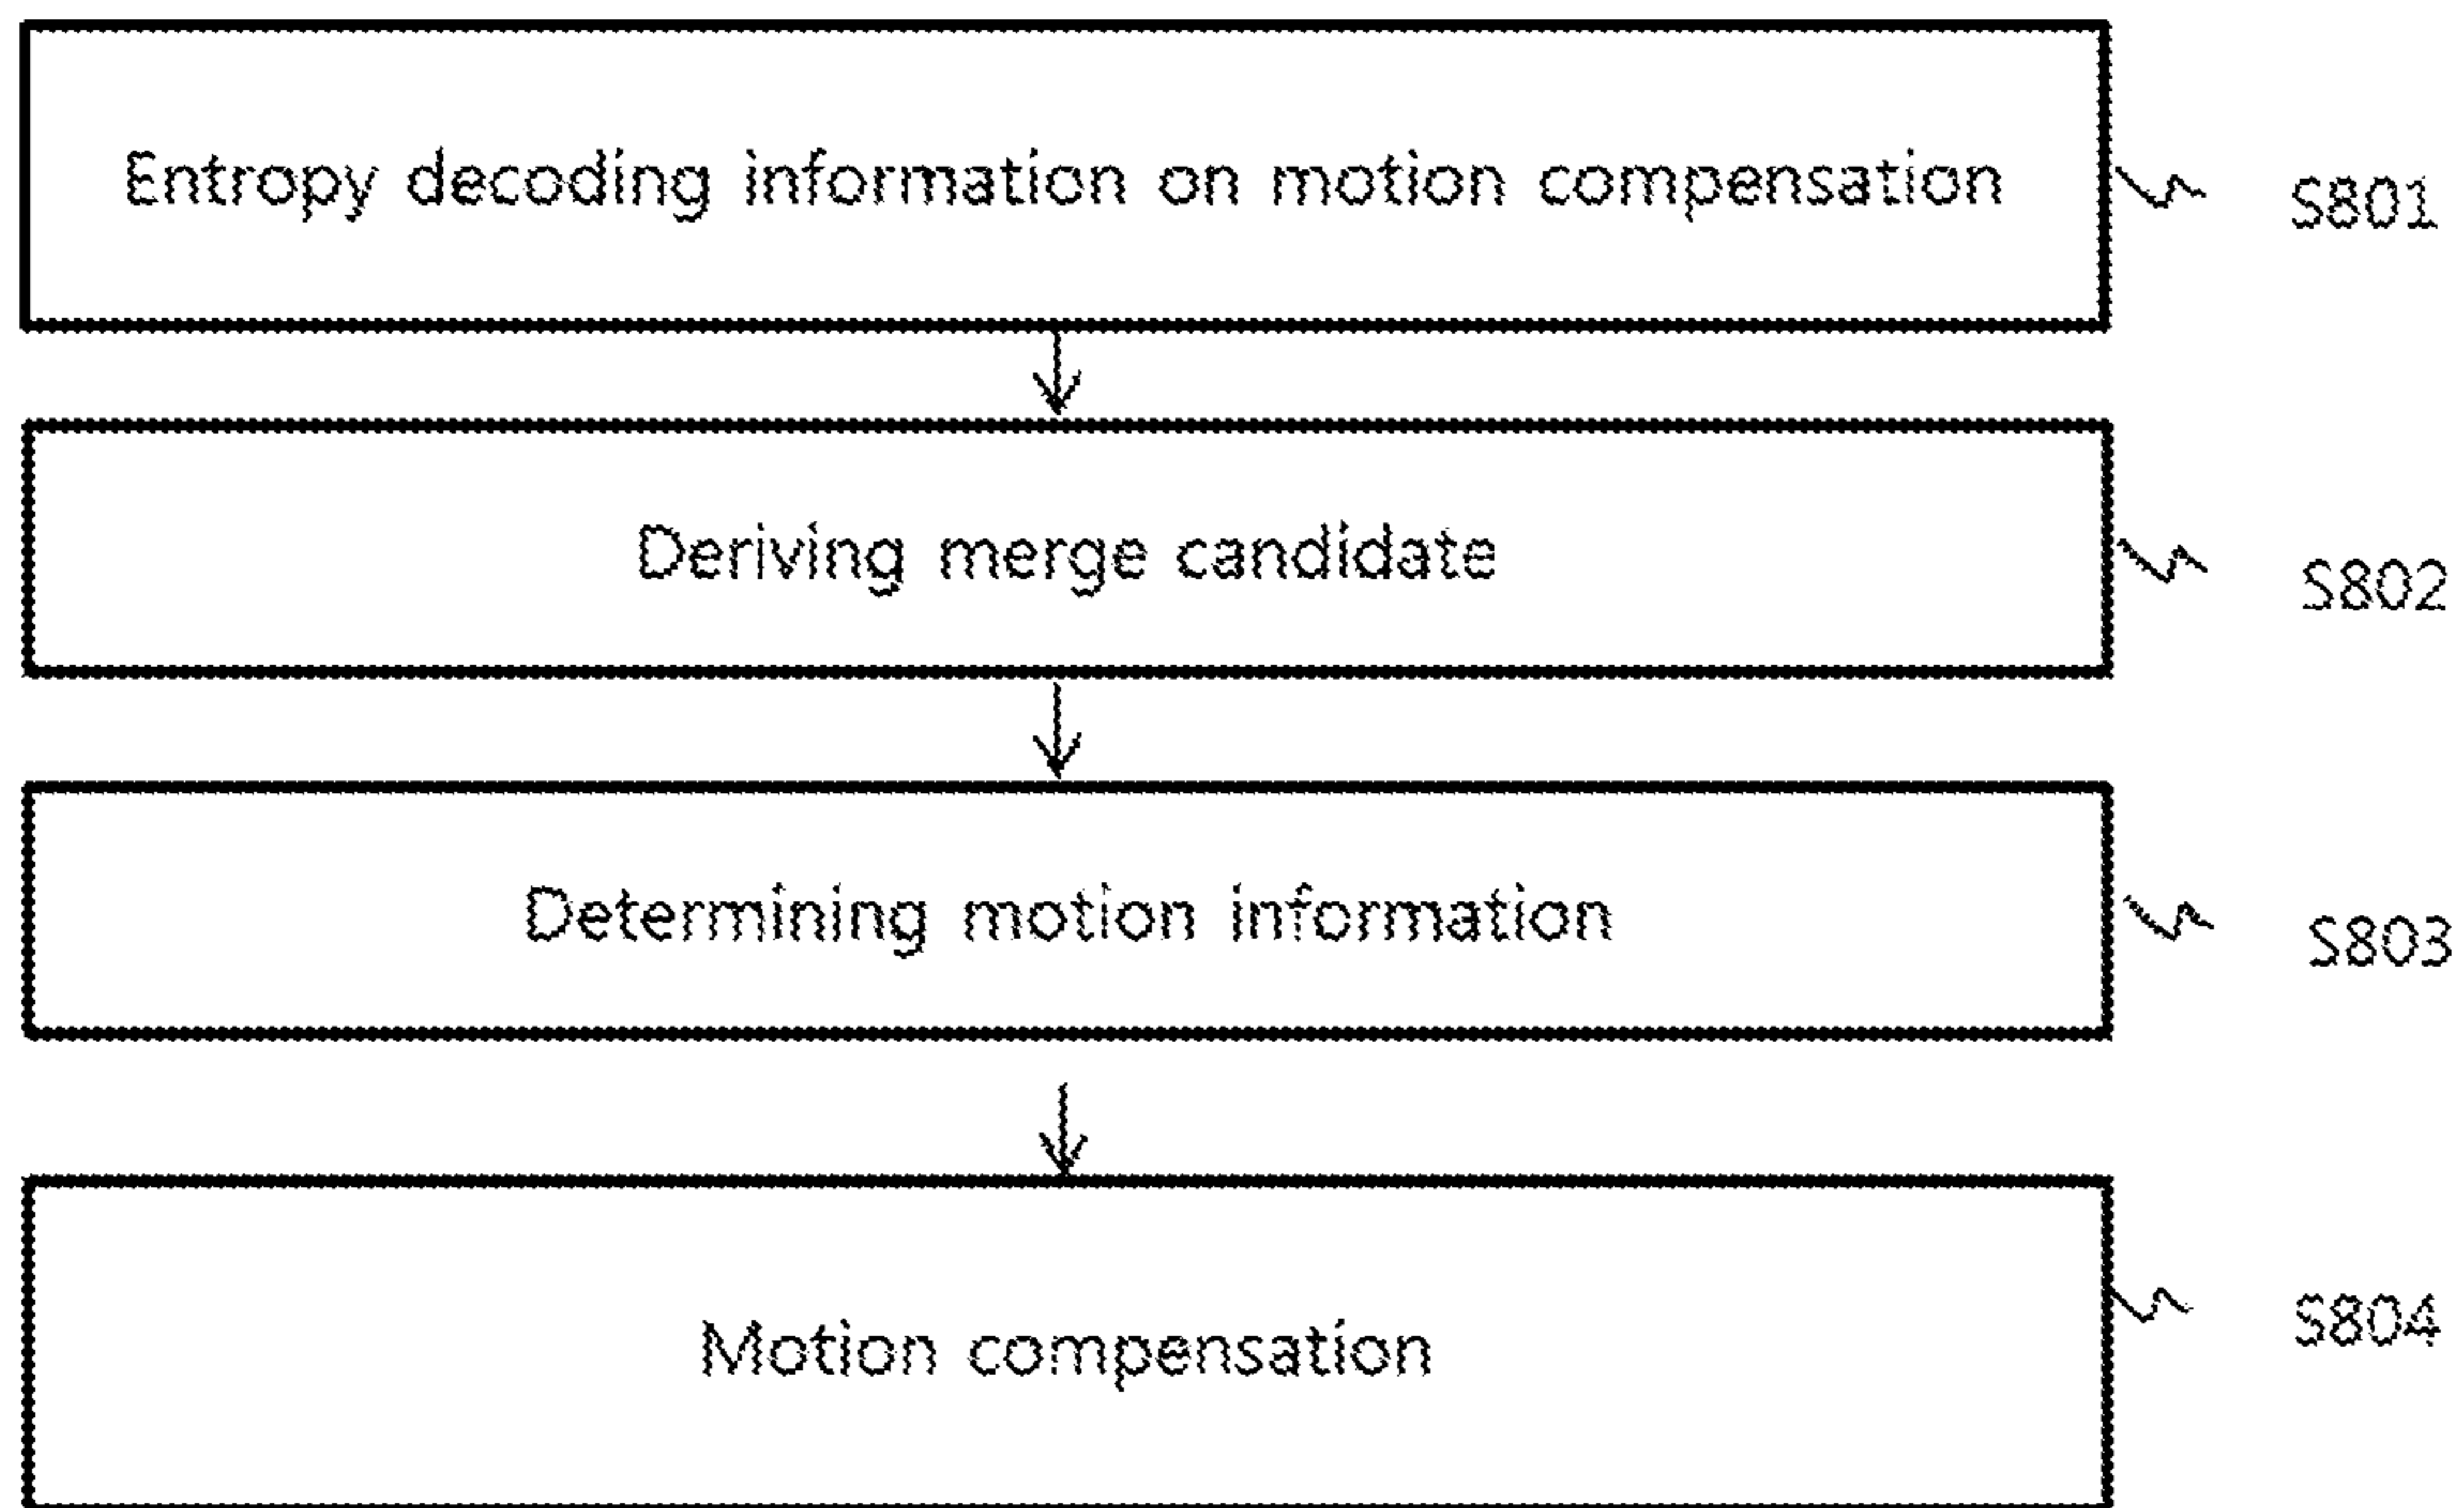 Entropy decoding information on motion compensation
S801
Deriving merge candidate
S802
Determining motion information
S803
Motion compensation
S804